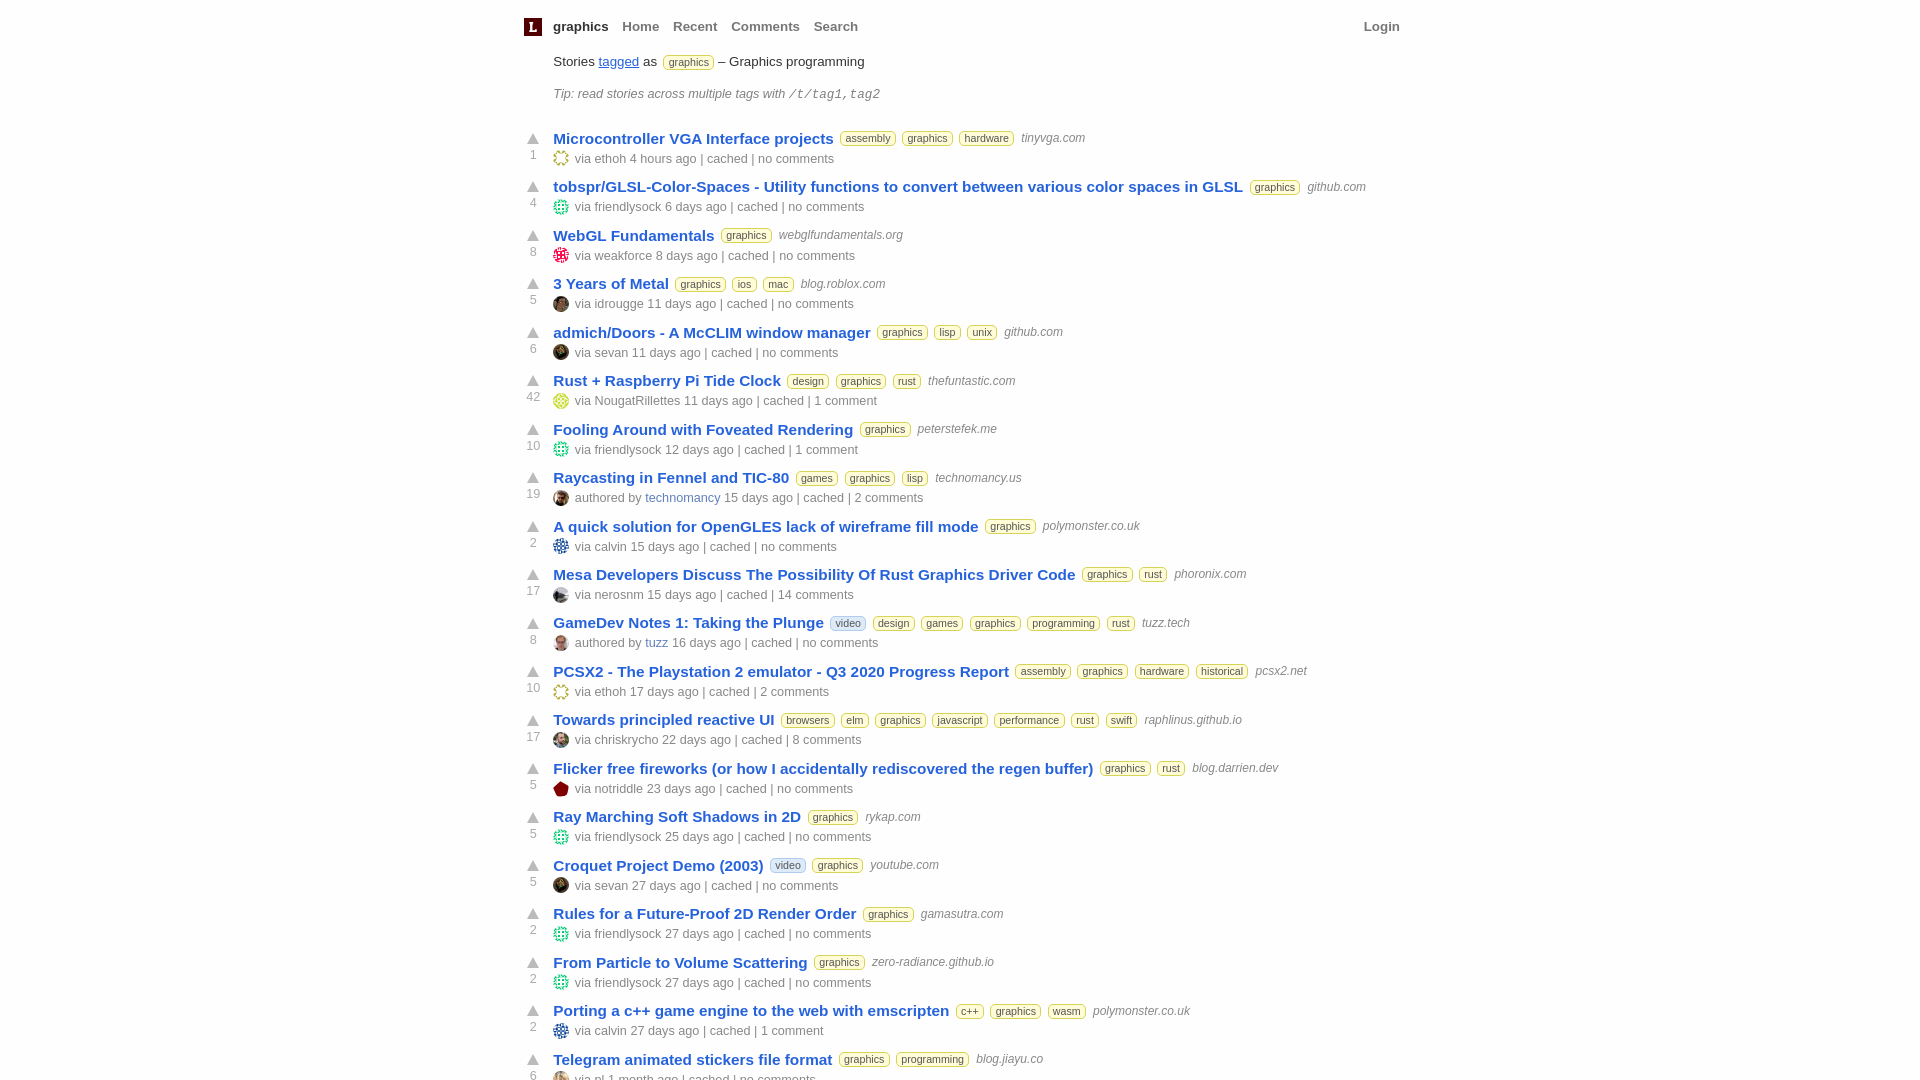 L graphics Home Recent Comments Search Login
Stories tagged as graphics – Graphics programming
Tip: read stories across multiple tags with /t/tag1,tag2
Microcontroller VGA Interface projects assembly graphics hardware tinyvga.com
1 via ethoh 4 hours ago | cached | no comments
tobspr/GLSL-Color-Spaces - Utility functions to convert between various color spaces in GLSL graphics github.com
4 via friendlysock 6 days ago | cached | no comments
WebGL Fundamentals graphics webglfundamentals.org
8 via weakforce 8 days ago | cached | no comments
3 Years of Metal graphics ios mac blog.roblox.com
5 via idrougge 11 days ago | cached | no comments
admich/Doors - A McCLIM window manager graphics lisp unix github.com
6 via sevan 11 days ago | cached | no comments
Rust + Raspberry Pi Tide Clock design graphics rust thefuntastic.com
42 via NougatRillettes 11 days ago | cached | 1 comment
Fooling Around with Foveated Rendering graphics peterstefek.me
10 via friendlysock 12 days ago | cached | 1 comment
Raycasting in Fennel and TIC-80 games graphics lisp technomancy.us
19 authored by technomancy 15 days ago | cached | 2 comments
A quick solution for OpenGLES lack of wireframe fill mode graphics polymonster.co.uk
2 via calvin 15 days ago | cached | no comments
Mesa Developers Discuss The Possibility Of Rust Graphics Driver Code graphics rust phoronix.com
17 via nerosnm 15 days ago | cached | 14 comments
GameDev Notes 1: Taking the Plunge video design games graphics programming rust tuzz.tech
8 authored by tuzz 16 days ago | cached | no comments
PCSX2 - The Playstation 2 emulator - Q3 2020 Progress Report assembly graphics hardware historical pcsx2.net
10 via ethoh 17 days ago | cached | 2 comments
Towards principled reactive UI browsers elm graphics javascript performance rust swift raphlinus.github.io
17 via chriskrycho 22 days ago | cached | 8 comments
Flicker free fireworks (or how I accidentally rediscovered the regen buffer) graphics rust blog.darrien.dev
5 via notriddle 23 days ago | cached | no comments
Ray Marching Soft Shadows in 2D graphics rykap.com
5 via friendlysock 25 days ago | cached | no comments
Croquet Project Demo (2003) video graphics youtube.com
5 via sevan 27 days ago | cached | no comments
Rules for a Future-Proof 2D Render Order graphics gamasutra.com
2 via friendlysock 27 days ago | cached | no comments
From Particle to Volume Scattering graphics zero-radiance.github.io
2 via friendlysock 27 days ago | cached | no comments
Porting a c++ game engine to the web with emscripten c++ graphics wasm polymonster.co.uk
2 via calvin 27 days ago | cached | 1 comment
Telegram animated stickers file format graphics programming blog.jiayu.co
6 via pl 1 month ago | cached | no comments